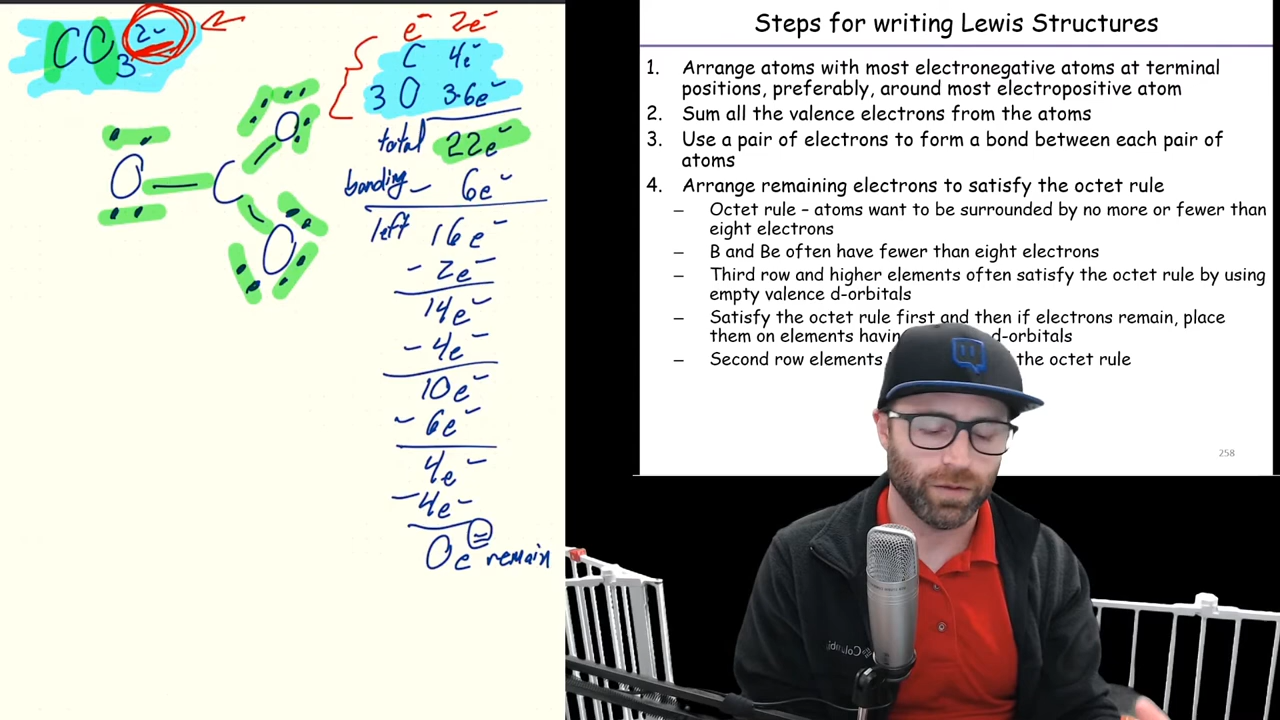 CO₃²⁻
e⁻ 2e⁻
C 4e⁻
3 O 3·6e⁻
total 22e⁻
bonding - 6e⁻
left 16e⁻
- 2e⁻
14e⁻
- 4e⁻
10e⁻
- 6e⁻
4e⁻
- 4e⁻
0e⁻ remain
O
O C
O
Steps for writing Lewis Structures
1. Arrange atoms with most electronegative atoms at terminal
positions, preferably, around most electropositive atom
2. Sum all the valence electrons from the atoms
3. Use a pair of electrons to form a bond between each pair of
atoms
4. Arrange remaining electrons to satisfy the octet rule
– Octet rule – atoms want to be surrounded by no more or fewer than
eight electrons
– B and Be often have fewer than eight electrons
– Third row and higher elements often satisfy the octet rule by using
empty valence d-orbitals
– Satisfy the octet rule first and then if electrons remain, place
them on elements d-orbitals
– Second row elements the octet rule
258
Columbia